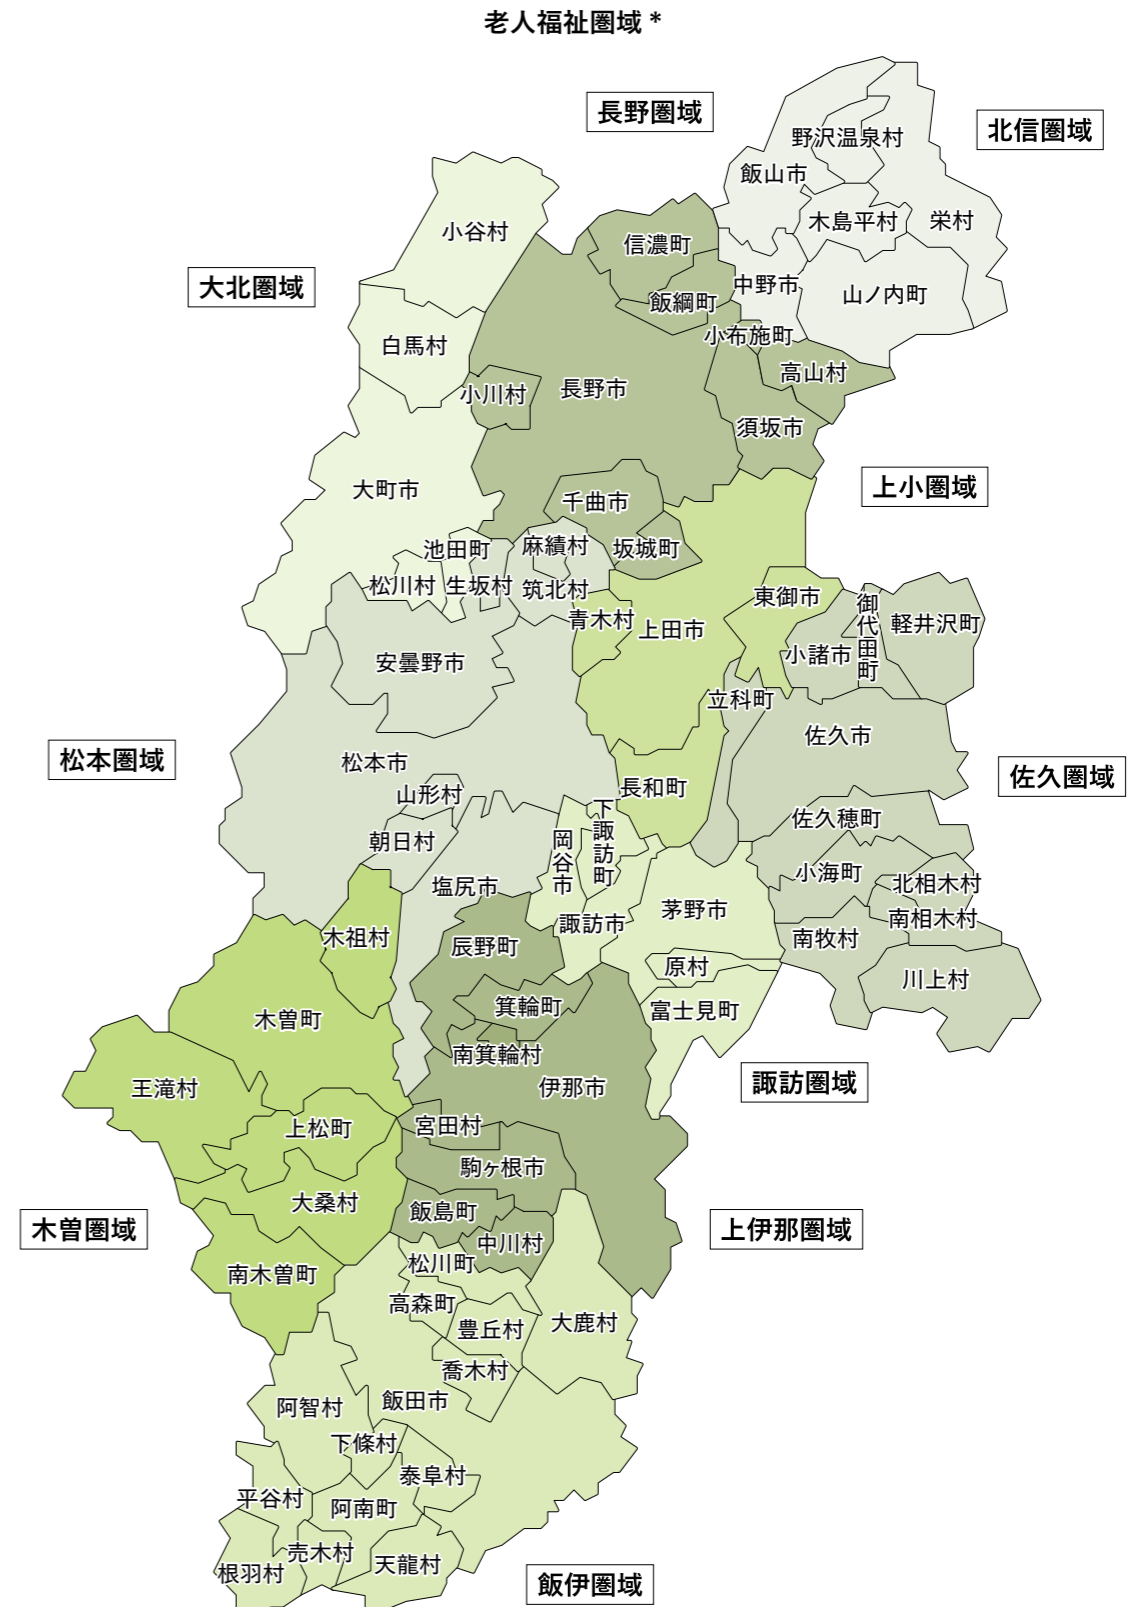 老人福祉圏域 *
長野圏域
北信圏域
野沢温泉村
飯山市
木島平村
栄村
小谷村
信濃町
大北圏域
中野市
山ノ内町
飯綱町
小布施町
白馬村
高山村
小川村
長野市
須坂市
上小圏域
大町市
千曲市
池田町
麻績村
坂城町
松川村
生坂村
筑北村
東御市
御代田町
軽井沢町
青木村
上田市
小諸市
安曇野市
立科町
佐久市
松本圏域
松本市
佐久圏域
山形村
長和町
下諏訪町
佐久穂町
朝日村
岡谷市
小海町
塩尻市
北相木村
茅野市
諏訪市
南相木村
木祖村
南牧村
辰野町
原村
川上村
箕輪町
富士見町
木曽町
南箕輪村
諏訪圏域
王滝村
伊那市
上松町
宮田村
駒ヶ根市
大桑村
飯島町
木曽圏域
上伊那圏域
中川村
松川町
南木曽町
高森町
大鹿村
豊丘村
喬木村
飯田市
阿智村
下條村
泰阜村
平谷村
阿南町
売木村
天龍村
根羽村
飯伊圏域